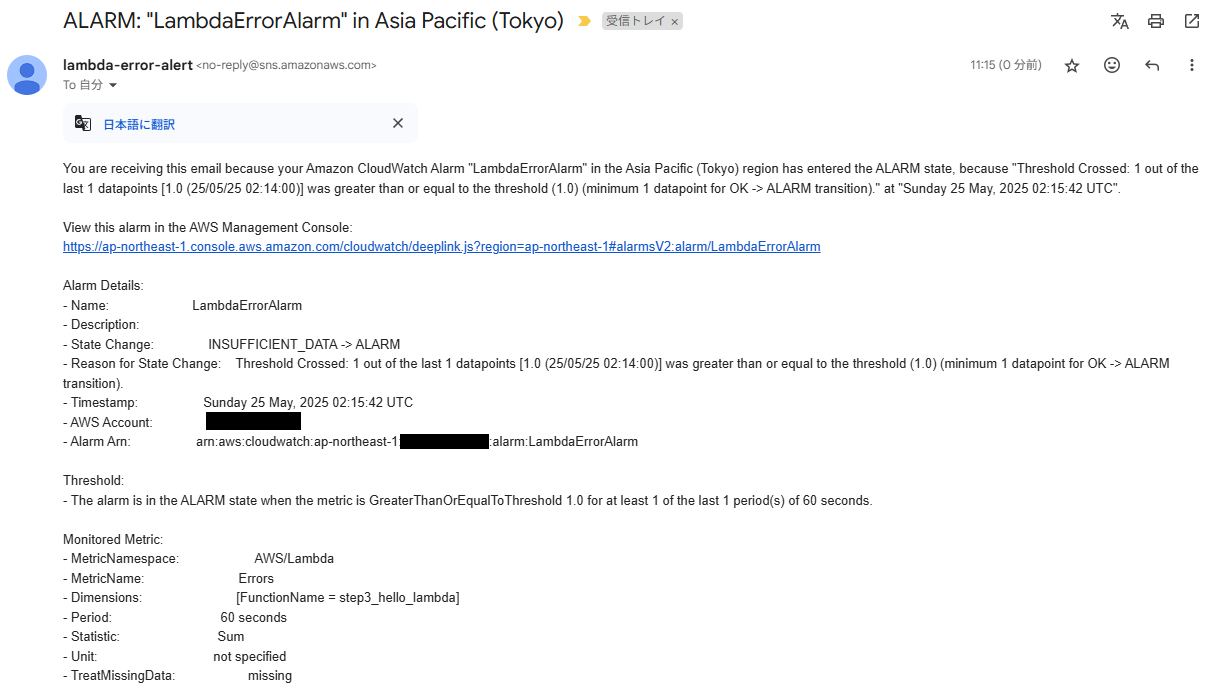 ALARM: "LambdaErrorAlarm" in Asia Pacific (Tokyo) 受信トレイ ×
lambda-error-alert <no-reply@sns.amazonaws.com> 11:15 (0 分前)
To 自分
日本語に翻訳
You are receiving this email because your Amazon CloudWatch Alarm "LambdaErrorAlarm" in the Asia Pacific (Tokyo) region has entered the ALARM state, because "Threshold Crossed: 1 out of the
last 1 datapoints [1.0 (25/05/25 02:14:00)] was greater than or equal to the threshold (1.0) (minimum 1 datapoint for OK -> ALARM transition)." at "Sunday 25 May, 2025 02:15:42 UTC".
View this alarm in the AWS Management Console:
https://ap-northeast-1.console.aws.amazon.com/cloudwatch/deeplink.js?region=ap-northeast-1#alarmsV2:alarm/LambdaErrorAlarm
Alarm Details:
- Name: LambdaErrorAlarm
- Description:
- State Change: INSUFFICIENT_DATA -> ALARM
- Reason for State Change: Threshold Crossed: 1 out of the last 1 datapoints [1.0 (25/05/25 02:14:00)] was greater than or equal to the threshold (1.0) (minimum 1 datapoint for OK -> ALARM
transition).
- Timestamp: Sunday 25 May, 2025 02:15:42 UTC
- AWS Account:
- Alarm Arn: arn:aws:cloudwatch:ap-northeast-1: :alarm:LambdaErrorAlarm
Threshold:
- The alarm is in the ALARM state when the metric is GreaterThanOrEqualToThreshold 1.0 for at least 1 of the last 1 period(s) of 60 seconds.
Monitored Metric:
- MetricNamespace: AWS/Lambda
- MetricName: Errors
- Dimensions: [FunctionName = step3_hello_lambda]
- Period: 60 seconds
- Statistic: Sum
- Unit: not specified
- TreatMissingData: missing